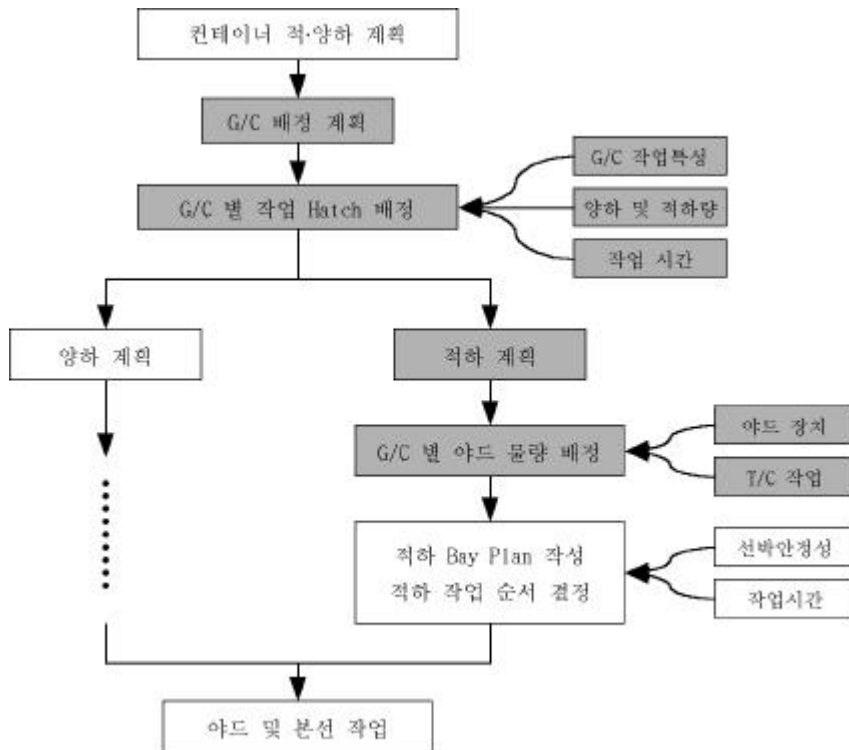 컨테이너 적·양하 계획
G/C 배정 계획
G/C 작업특성
G/C 별 작업 Hatch 배정
양하 및 적하량
작업 시간
양하 계획
적하 계획
야드 장치
G/C 별 야드 물량 배정
T/C 작업
적하 Bay Plan 작성
적하 작업 순서 결정
선박안정성
작업시간
야드 및 본선 작업